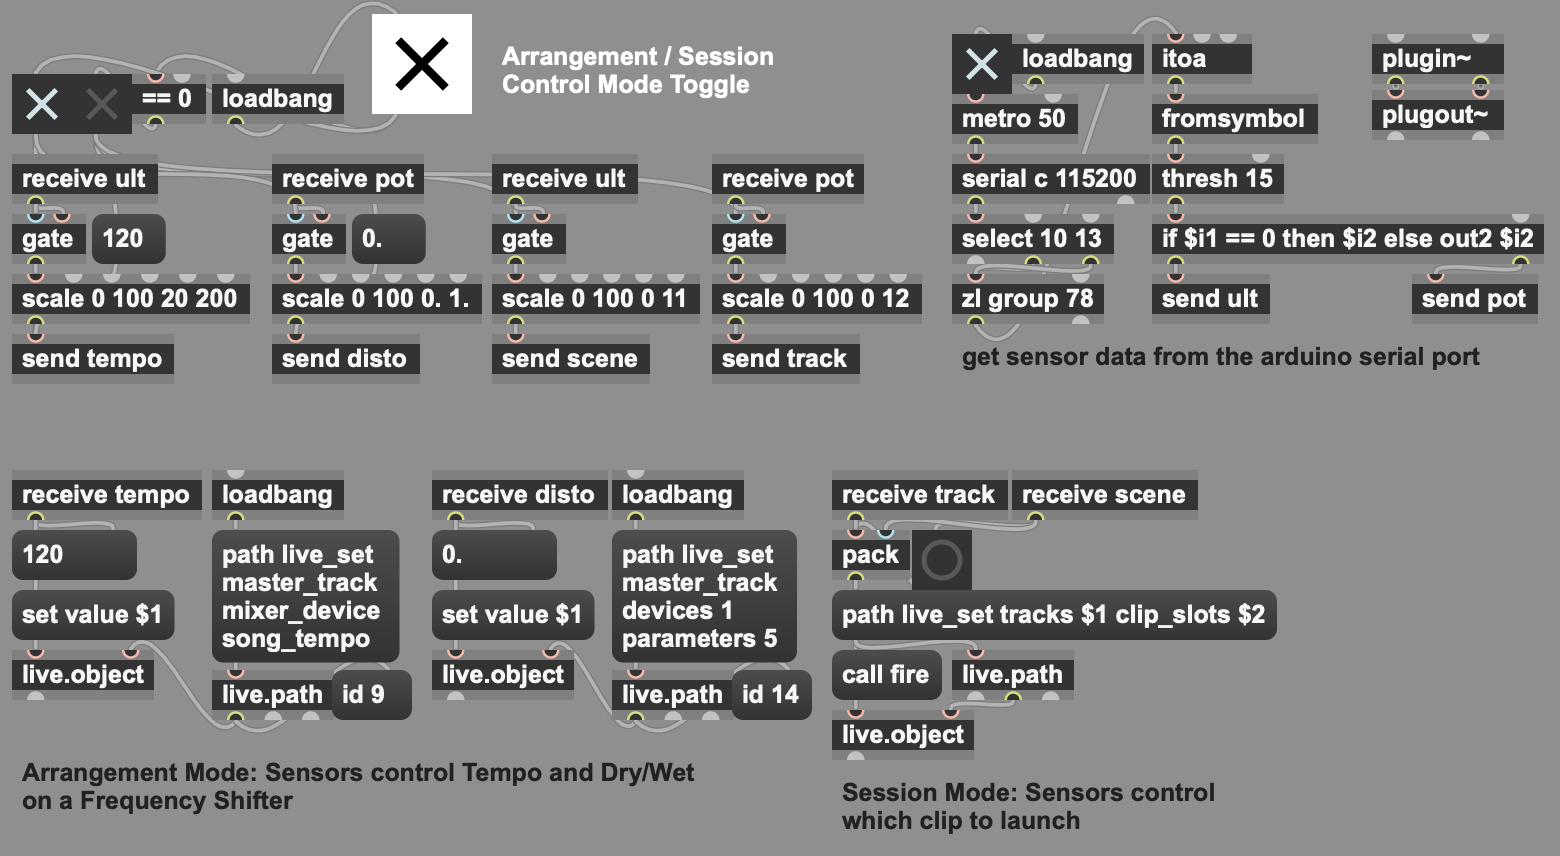 Arrangement / Session
Control Mode Toggle
== 0
loadbang
receive ult
gate
120
scale 0 100 20 200
send tempo
receive pot
gate
0.
scale 0 100 0. 1.
send disto
receive ult
gate
scale 0 100 0 11
send scene
receive pot
gate
scale 0 100 0 12
send track
loadbang
metro 50
serial c 115200
select 10 13
zl group 78
itoa
fromsymbol
thresh 15
if $i1 == 0 then $i2 else out2 $i2
send ult
send pot
get sensor data from the arduino serial port
plugin~
plugout~
receive tempo
120
set value $1
live.object
loadbang
path live_set
master_track
mixer_device
song_tempo
live.path
id 9
receive disto
0.
set value $1
live.object
loadbang
path live_set
master_track
devices 1
parameters 5
live.path
id 14
Arrangement Mode: Sensors control Tempo and Dry/Wet
on a Frequency Shifter
receive track
receive scene
pack
path live_set tracks $1 clip_slots $2
call fire
live.path
live.object
Session Mode: Sensors control
which clip to launch